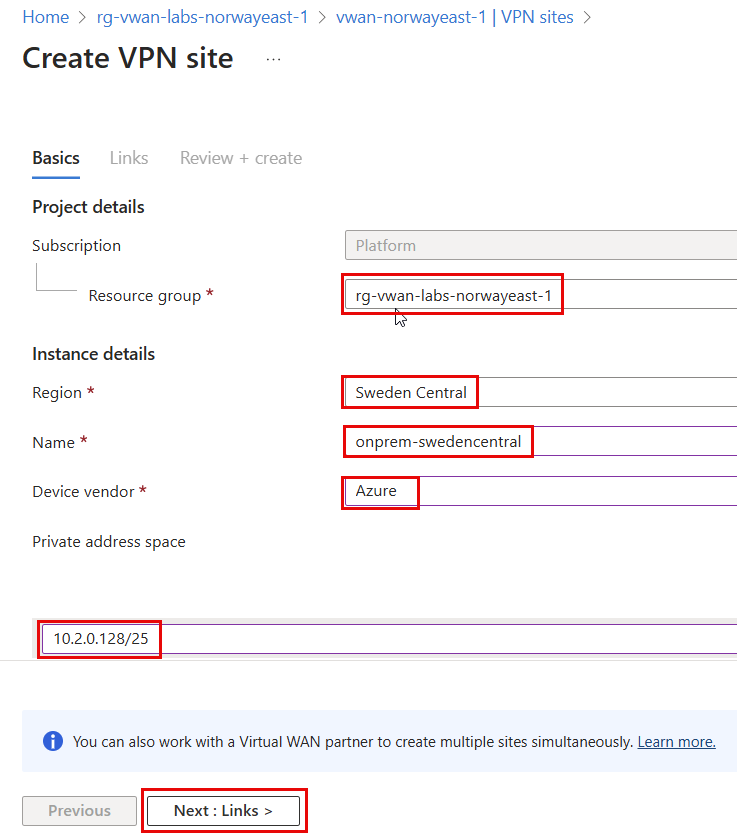 Home > rg-vwan-labs-norwayeast-1 > vwan-norwayeast-1 | VPN sites >
Create VPN site ...
Basics Links Review + create
Project details
Subscription Platform
Resource group * rg-vwan-labs-norwayeast-1
Instance details
Region * Sweden Central
Name * onprem-swedencentral
Device vendor * Azure
Private address space
10.2.0.128/25
You can also work with a Virtual WAN partner to create multiple sites simultaneously. Learn more.
Previous Next : Links >